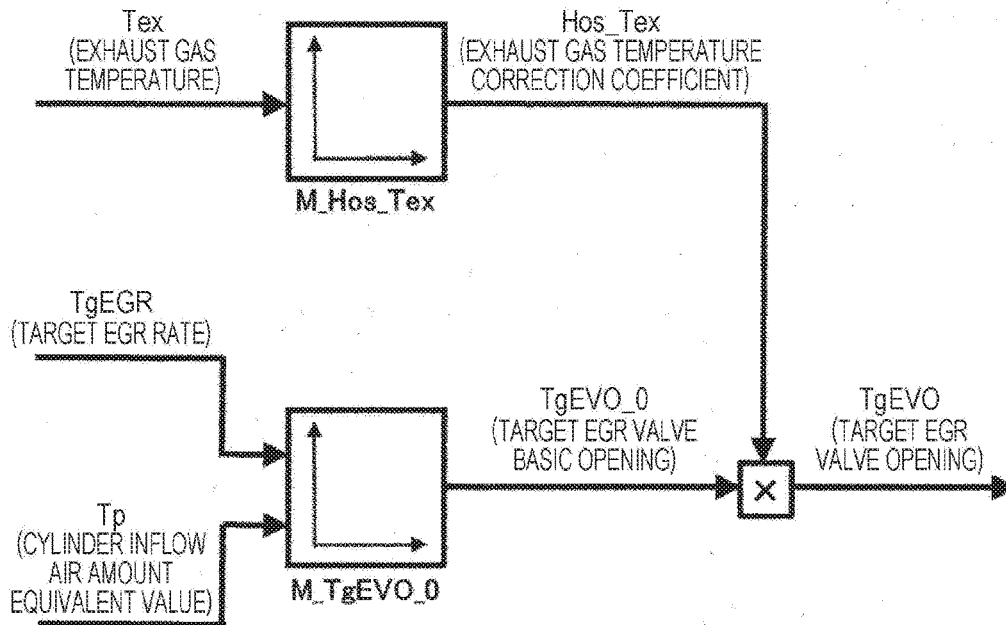 Tex
(EXHAUST GAS
TEMPERATURE)
Hos_Tex
(EXHAUST GAS TEMPERATURE
CORRECTION COEFFICIENT)
M_Hos_Tex
TgEGR
(TARGET EGR RATE)
TgEVO_0
(TARGET EGR VALVE
BASIC OPENING)
TgEVO
(TARGET EGR
VALVE OPENING)
×
Tp
(CYLINDER INFLOW
AIR AMOUNT
EQUIVALENT VALUE)
M_TgEVO_0